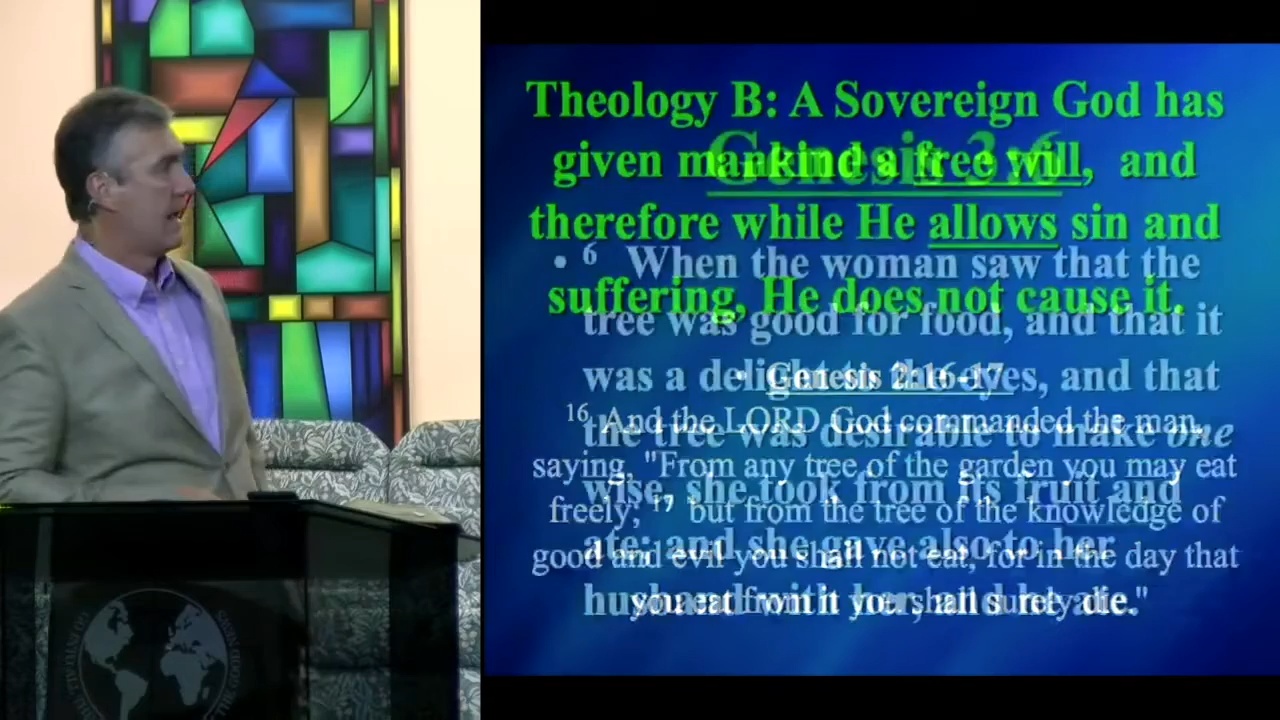 Theology B: A Sovereign God has
given mankind a free will, and
therefore while He allows sin and
suffering, He does not cause it.
• Genesis 2:16-17
16 And the LORD God commanded the man,
saying, "From any tree of the garden you may eat
freely; 17 but from the tree of the knowledge of
good and evil you shall not eat, for in the day that
you eat from it you shall surely die."
Genesis 3:6
• 6 When the woman saw that the
tree was good for food, and that it
was a delight to the eyes, and that
the tree was desirable to make one
wise, she took from its fruit and
ate; and she gave also to her
husband with her, and he ate.